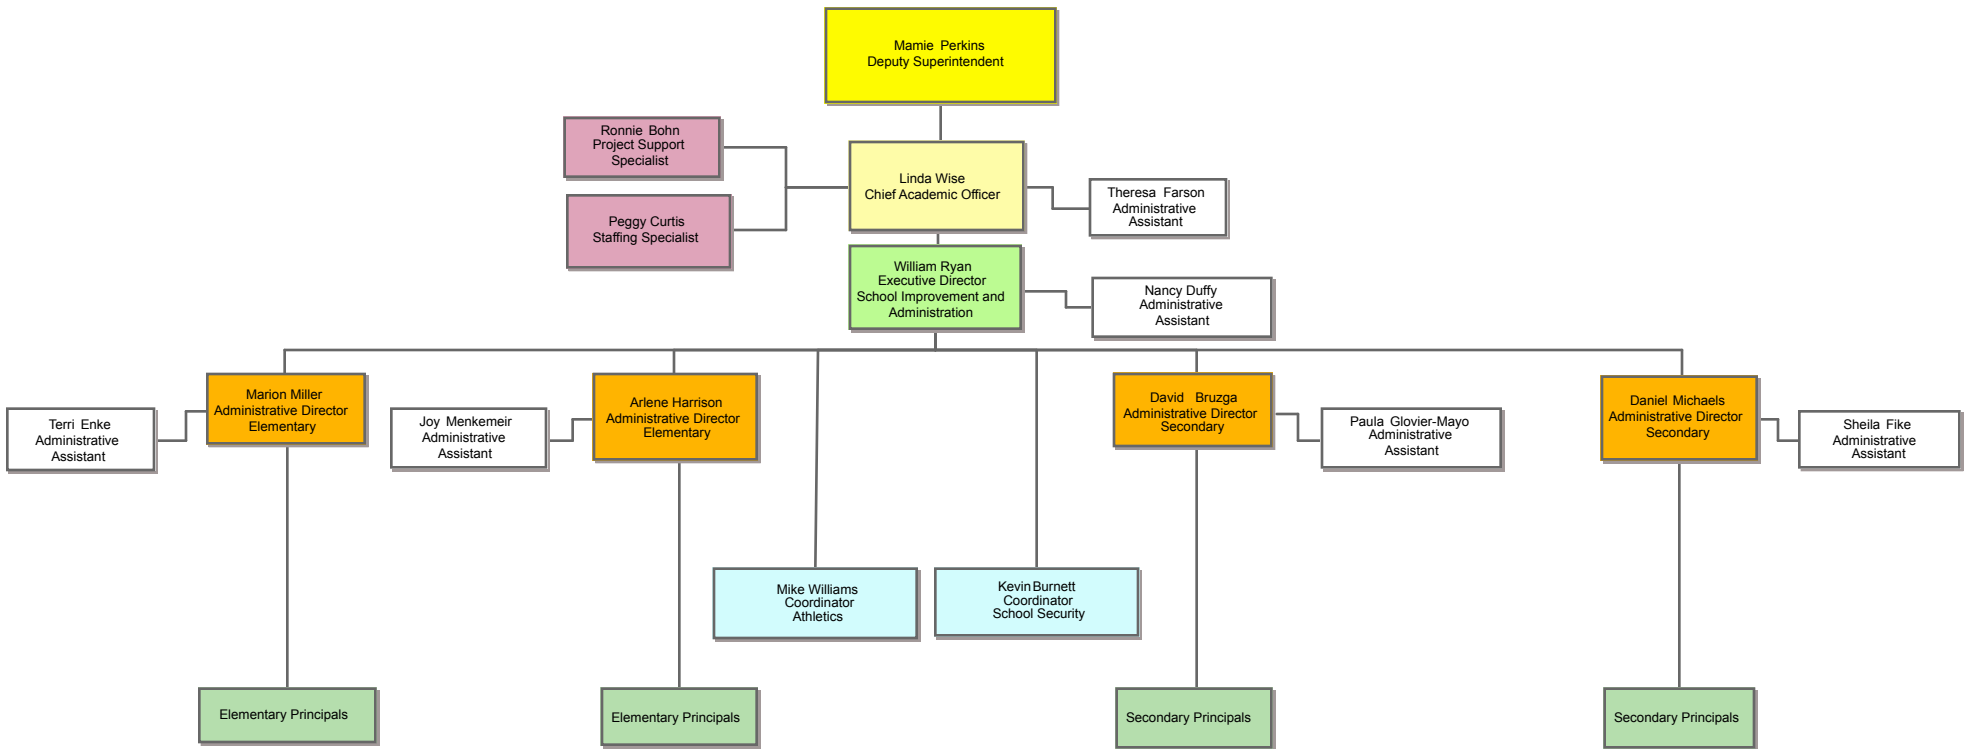 Mamie Perkins
Deputy Superintendent
Ronnie Bohn
Project Support
Specialist
Linda Wise
Chief Academic Officer
Theresa Farson
Administrative
Assistant
Peggy Curtis
Staffing Specialist
William Ryan
Executive Director
School Improvement and
Administration
Nancy Duffy
Administrative
Assistant
Terri Enke
Administrative
Assistant
Marion Miller
Administrative Director
Elementary
Joy Menkemeir
Administrative
Assistant
Arlene Harrison
Administrative Director
Elementary
David Bruzga
Administrative Director
Secondary
Paula Glovier-Mayo
Administrative
Assistant
Daniel Michaels
Administrative Director
Secondary
Sheila Fike
Administrative
Assistant
Mike Williams
Coordinator
Athletics
Kevin Burnett
Coordinator
School Security
Elementary Principals
Elementary Principals
Secondary Principals
Secondary Principals